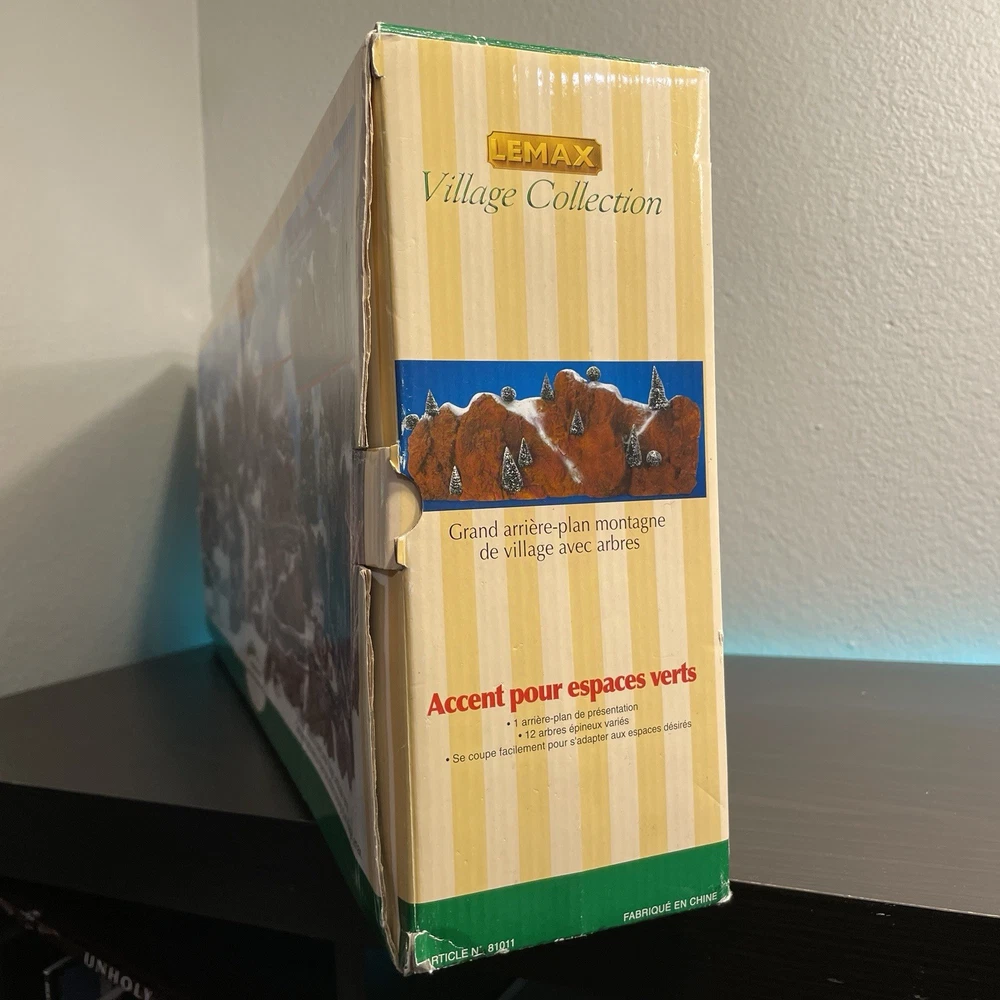 LEMAX
Village Collection
Grand arrière-plan montagne
de village avec arbres
Accent pour espaces verts
• 1 arrière-plan de présentation
• 12 arbres épineux variés
• Se coupe facilement pour s'adapter aux espaces désirés
FABRIQUÉ EN CHINE
ARTICLE N° 81011
UNHOLY